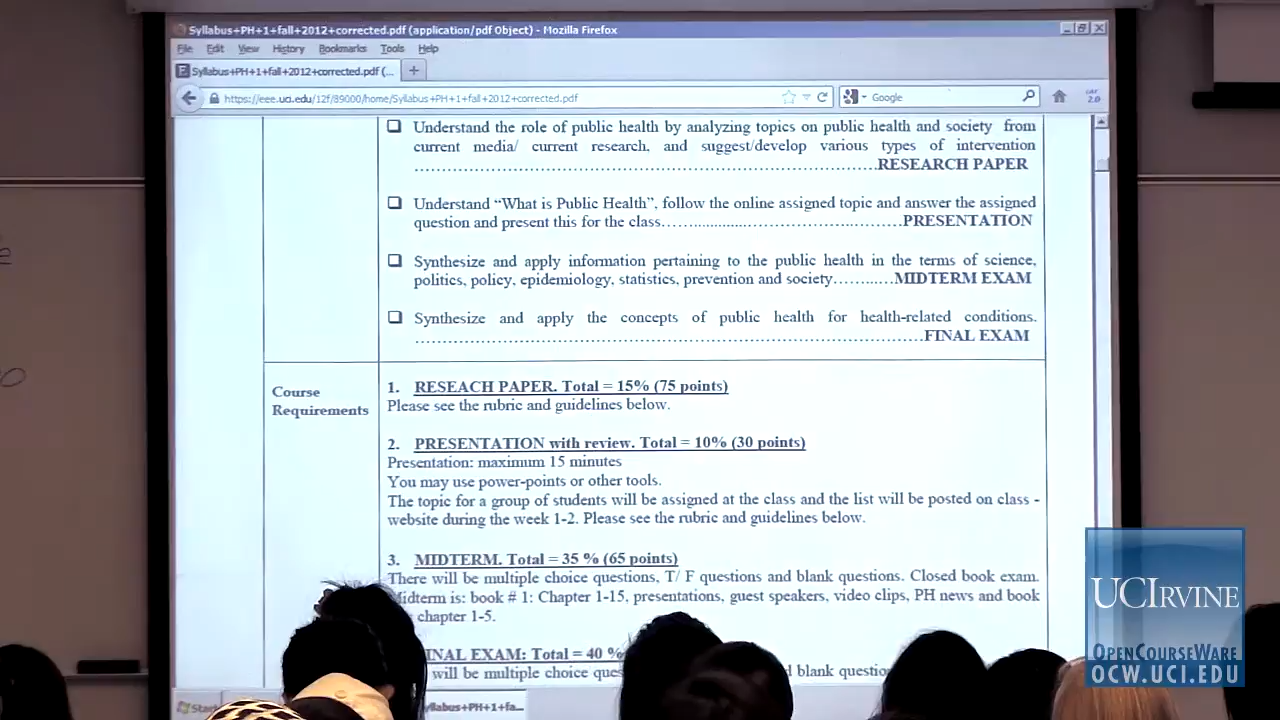 Syllabus+PH+1+fall+2012+corrected.pdf (application/pdf Object) - Mozilla Firefox
File Edit View History Bookmarks Tools Help
Syllabus+PH+1+fall+2012+corrected.pdf (...
https://eee.uci.edu/12f/89000/home/Syllabus+PH+1+fall+2012+corrected.pdf
Google
Understand the role of public health by analyzing topics on public health and society from
current media/ current research, and suggest/develop various types of intervention
RESEARCH PAPER
Understand “What is Public Health”, follow the online assigned topic and answer the assigned
question and present this for the class PRESENTATION
Synthesize and apply information pertaining to the public health in the terms of science,
politics, policy, epidemiology, statistics, prevention and society MIDTERM EXAM
Synthesize and apply the concepts of public health for health-related conditions.
FINAL EXAM
Course
Requirements
1. RESEACH PAPER. Total = 15% (75 points)
Please see the rubric and guidelines below.
2. PRESENTATION with review. Total = 10% (30 points)
Presentation: maximum 15 minutes
You may use power-points or other tools.
The topic for a group of students will be assigned at the class and the list will be posted on class -
website during the week 1-2. Please see the rubric and guidelines below.
3. MIDTERM. Total = 35 % (65 points)
There will be multiple choice questions, T/ F questions and blank questions. Closed book exam.
Midterm is: book # 1: Chapter 1-15, presentations, guest speakers, video clips, PH news and book
chapter 1-5.
EXAM: Total = 40 %
will be multiple blank
Start
UCIRVINE
OPENCOURSEWARE
OCW.UCI.EDU